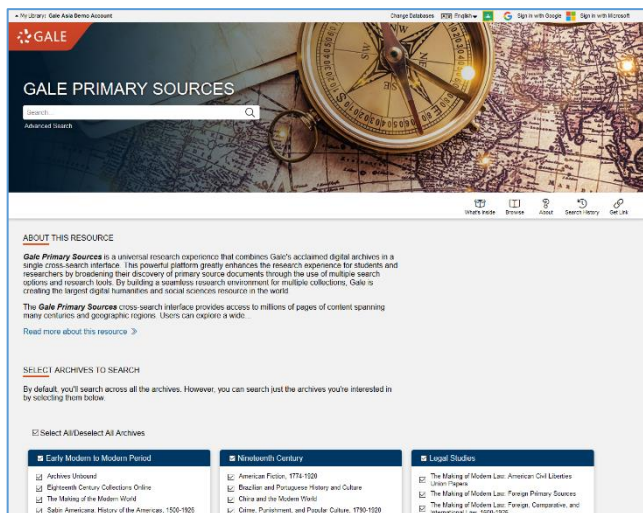 My Library: Gale Asia Demo Account
Change Databases
English
Sign in with Google
Sign in with Microsoft
GALE
GALE PRIMARY SOURCES
Search...
Advanced Search
What's Inside
Browse
About
Search History
Get Link
ABOUT THIS RESOURCE
Gale Primary Sources is a universal research experience that combines Gale's acclaimed digital archives in a
single cross-search interface. This powerful platform greatly enhances the research experience for students and
researchers by broadening their discovery of primary source documents through the use of multiple search
options and research tools. By building a seamless research environment for multiple collections, Gale is
creating the largest digital humanities and social sciences resource in the world.
The Gale Primary Sources cross-search interface provides access to millions of pages of content spanning
many centuries and geographic regions. Users can explore a wide...
Read more about this resource
SELECT ARCHIVES TO SEARCH
By default, you'll search across all the archives. However, you can search just the archives you're interested in
by selecting them below.
Select All/Deselect All Archives
Early Modern to Modern Period
Archives Unbound
Eighteenth Century Collections Online
The Making of the Modern World
Sabin Americana: History of the Americas, 1500-1926
Nineteenth Century
American Fiction, 1774-1920
Brazilian and Portuguese History and Culture
China and the Modern World
Crime, Punishment, and Popular Culture, 1790-1920
Legal Studies
The Making of Modern Law: American Civil Liberties
Union Papers
The Making of Modern Law: Foreign Primary Sources
The Making of Modern Law: Foreign, Comparative, and
International Law, 1600-1926